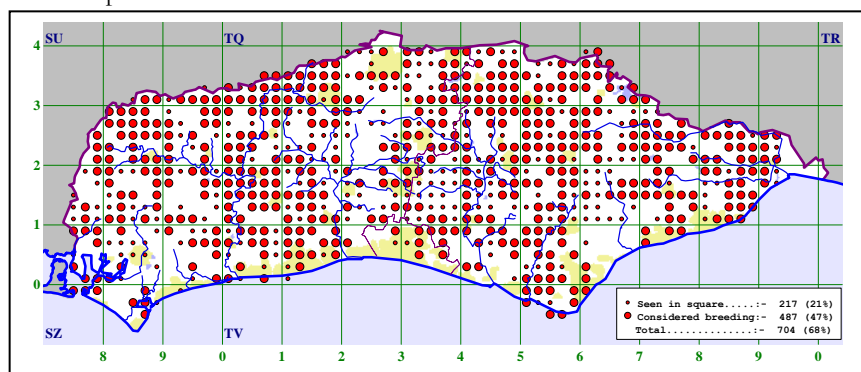 4 SU TQ TR
3
2
1
0
• Seen in square.....:- 217 (21%)
● Considered breeding:- 487 (47%)
Total..............:- 704 (68%)
SZ TV
8 9 0 1 2 3 4 5 6 7 8 9 0